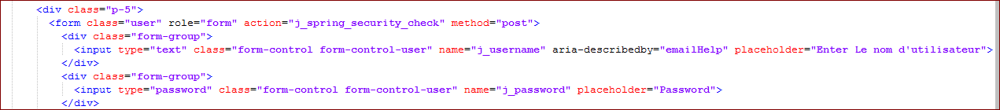 <div class="p-5">
<form class="user" role="form" action="j_spring_security_check" method="post">
<div class="form-group">
<input type="text" class="form-control form-control-user" name="j_username" aria-describedby="emailHelp" placeholder="Enter Le nom d'utilisateur">
</div>
<div class="form-group">
<input type="password" class="form-control form-control-user" name="j_password" placeholder="Password">
</div>